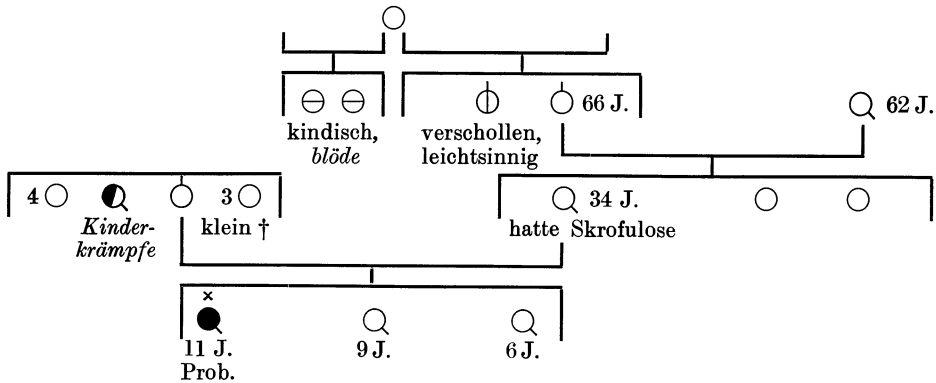 66 J.
62 J.
kindisch,
blöde
verschollen,
leichtsinnig
4
3
34 J.
Kinder-
krämpfe
klein †
hatte Skrofulose
×
11 J.
Prob.
9 J.
6 J.